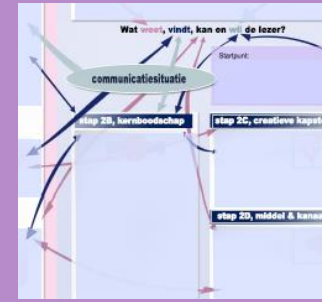 Wat weet, vindt, kan en wil de lezer?
Startpunt:
communicatiesituatie
stap 2B, kernboodschap
stap 2C, creatieve kapst
stap 2D, middel & kanaa